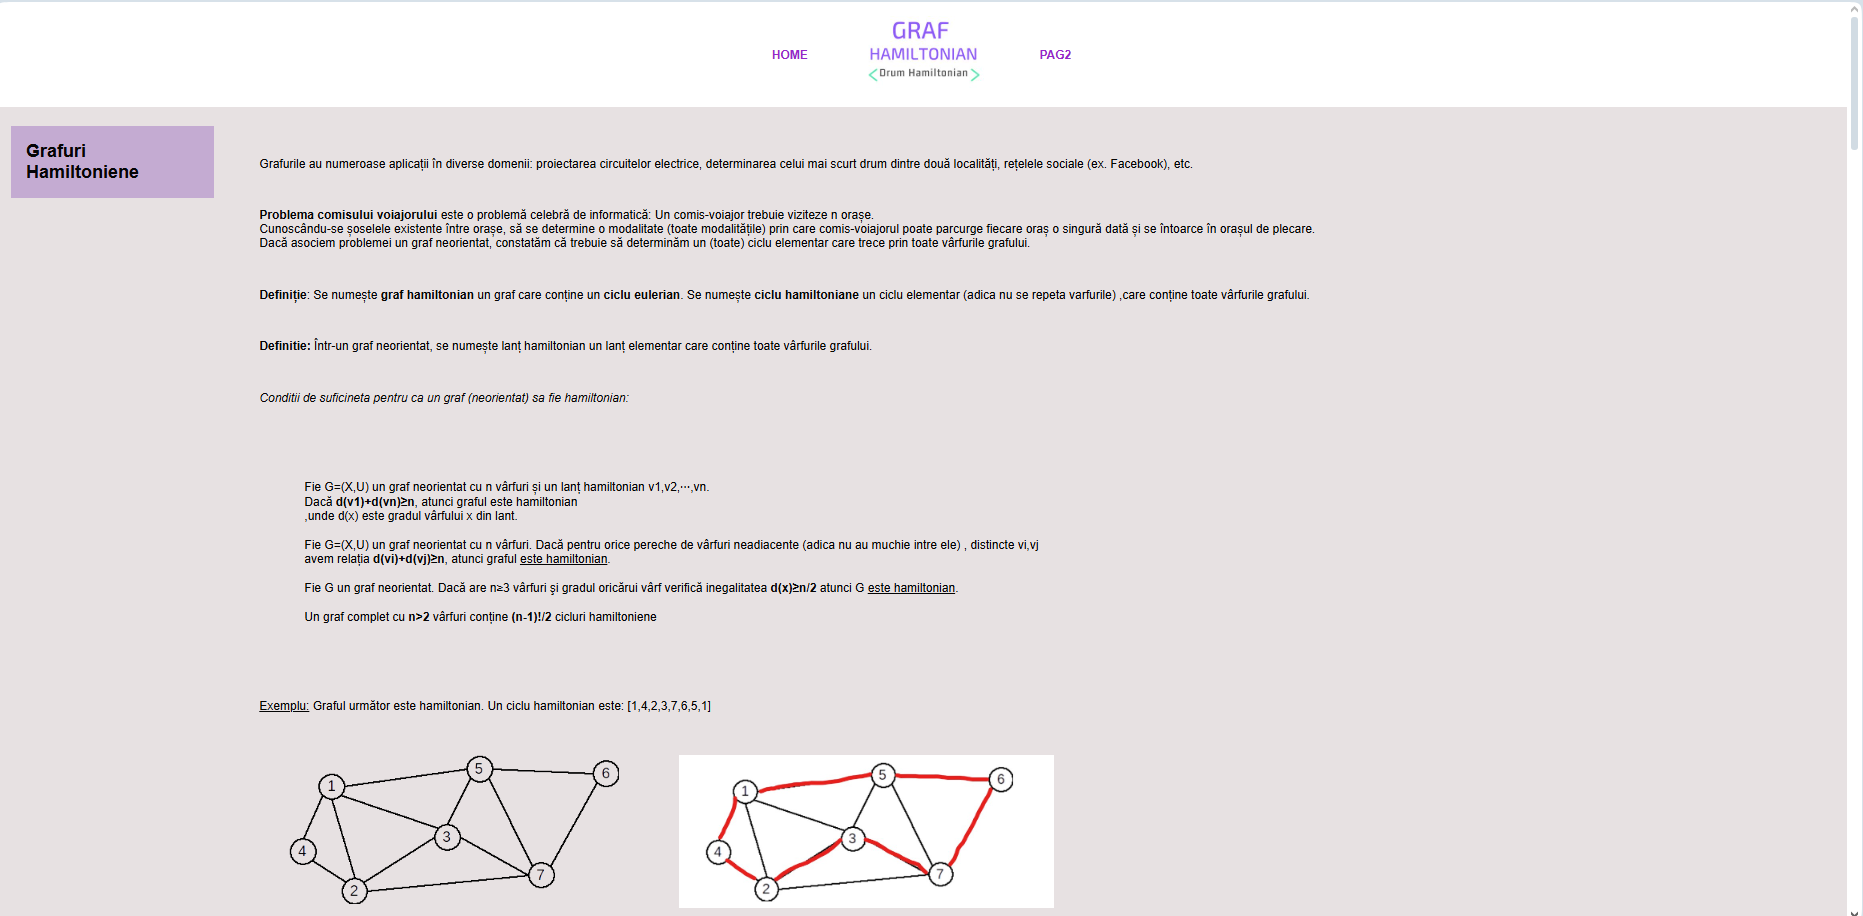 HOME
GRAF
HAMILTONIAN
<Drum Hamiltonian>
PAG2
Grafuri
Hamiltoniene
Grafurile au numeroase aplicații în diverse domenii: proiectarea circuitelor electrice, determinarea celui mai scurt drum dintre două localități, rețelele sociale (ex. Facebook), etc.
Problema comisului voiajorului este o problemă celebră de informatică: Un comis-voiajor trebuie viziteze n orașe.
Cunoscându-se șoselele existente între orașe, să se determine o modalitate (toate modalitățile) prin care comis-voiajorul poate parcurge fiecare oraș o singură dată și se întoarce în orașul de plecare.
Dacă asociem problemei un graf neorientat, constatăm că trebuie să determinăm un (toate) ciclu elementar care trece prin toate vârfurile grafului.
Definiție: Se numește graf hamiltonian un graf care conține un ciclu eulerian. Se numește ciclu hamiltoniane un ciclu elementar (adica nu se repeta varfurile) ,care conține toate vârfurile grafului.
Definitie: Într-un graf neorientat, se numește lanț hamiltonian un lanț elementar care conține toate vârfurile grafului.
Conditii de suficineta pentru ca un graf (neorientat) sa fie hamiltonian:
Fie G=(X,U) un graf neorientat cu n vârfuri și un lanț hamiltonian v1,v2,⋯,vn.
Dacă d(v1)+d(vn)≥n, atunci graful este hamiltonian
,unde d(x) este gradul vârfului x din lant.
Fie G=(X,U) un graf neorientat cu n vârfuri. Dacă pentru orice pereche de vârfuri neadiacente (adica nu au muchie intre ele) , distincte vi,vj
avem relația d(vi)+d(vj)≥n, atunci graful este hamiltonian.
Fie G un graf neorientat. Dacă are n≥3 vârfuri şi gradul oricărui vârf verifică inegalitatea d(x)≥n/2 atunci G este hamiltonian.
Un graf complet cu n>2 vârfuri conține (n-1)!/2 cicluri hamiltoniene
Exemplu: Graful următor este hamiltonian. Un ciclu hamiltonian este: [1,4,2,3,7,6,5,1]
1
5
6
3
4
7
2
1
5
6
3
4
7
2